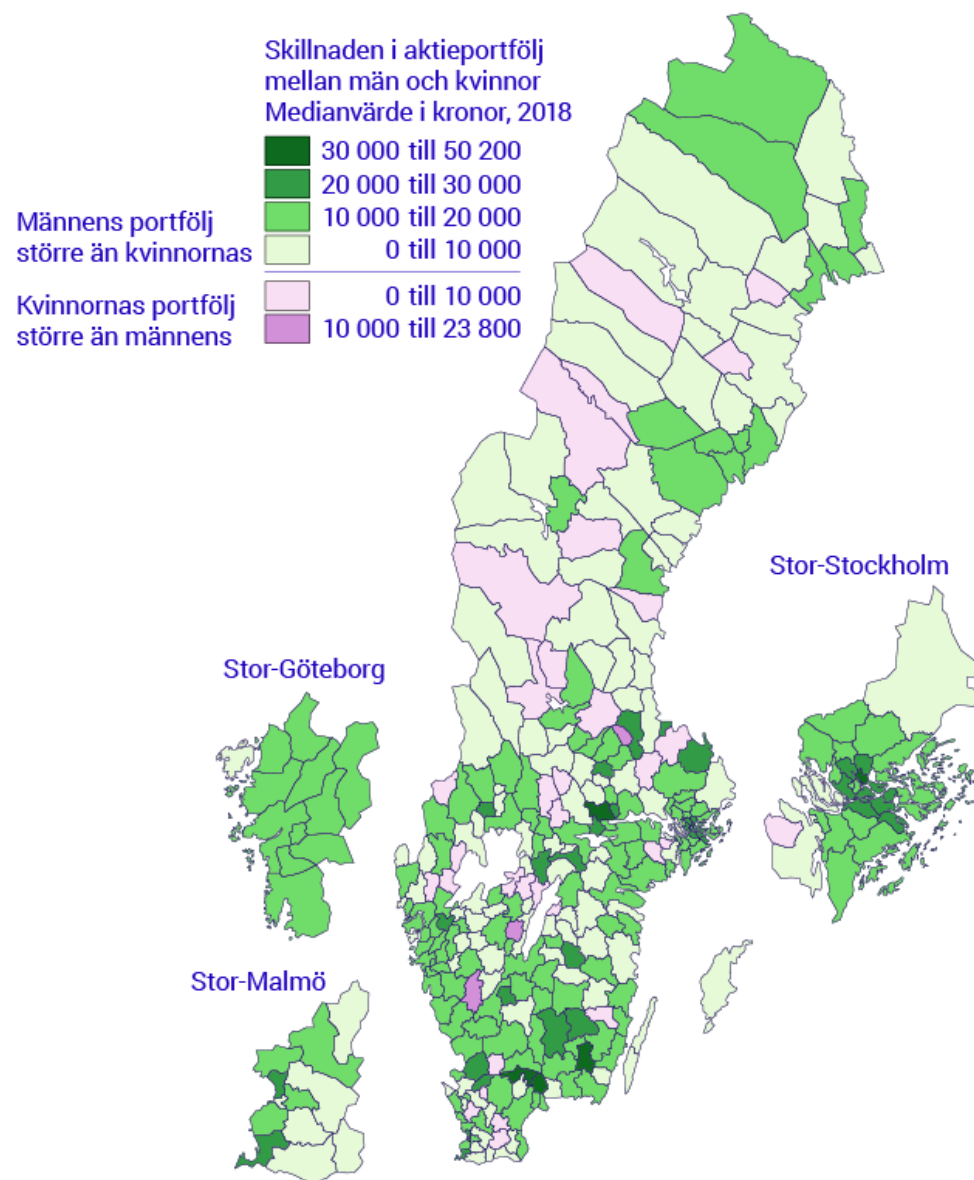 Skillnaden i aktieportfölj
mellan män och kvinnor
Medianvärde i kronor, 2018
30 000 till 50 200
20 000 till 30 000
Männens portfölj
större än kvinnornas
10 000 till 20 000
0 till 10 000
Kvinnornas portfölj
större än männens
0 till 10 000
10 000 till 23 800
Stor-Stockholm
Stor-Göteborg
Stor-Malmö